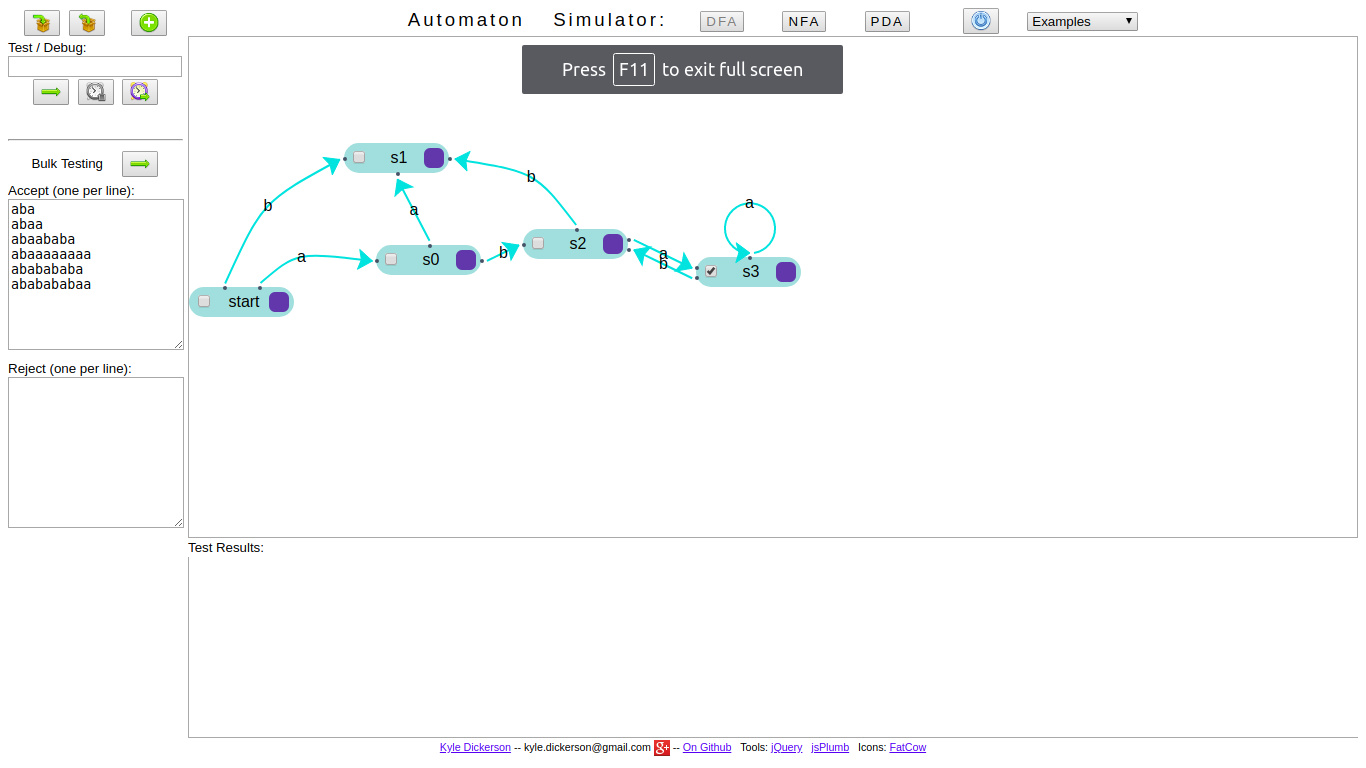 Automaton Simulator:
DFA
NFA
PDA
Examples
Test / Debug:
Press F11 to exit full screen
Bulk Testing
Accept (one per line):
aba
abaa
abaababa
abaaaaaaa
ababababa
ababababaa
Reject (one per line):
s1
b
b
a
s0
a
b
s2
a
b
a
s3
start
Test Results:
Kyle Dickerson -- kyle.dickerson@gmail.com g+ -- On Github Tools: jQuery jsPlumb Icons: FatCow